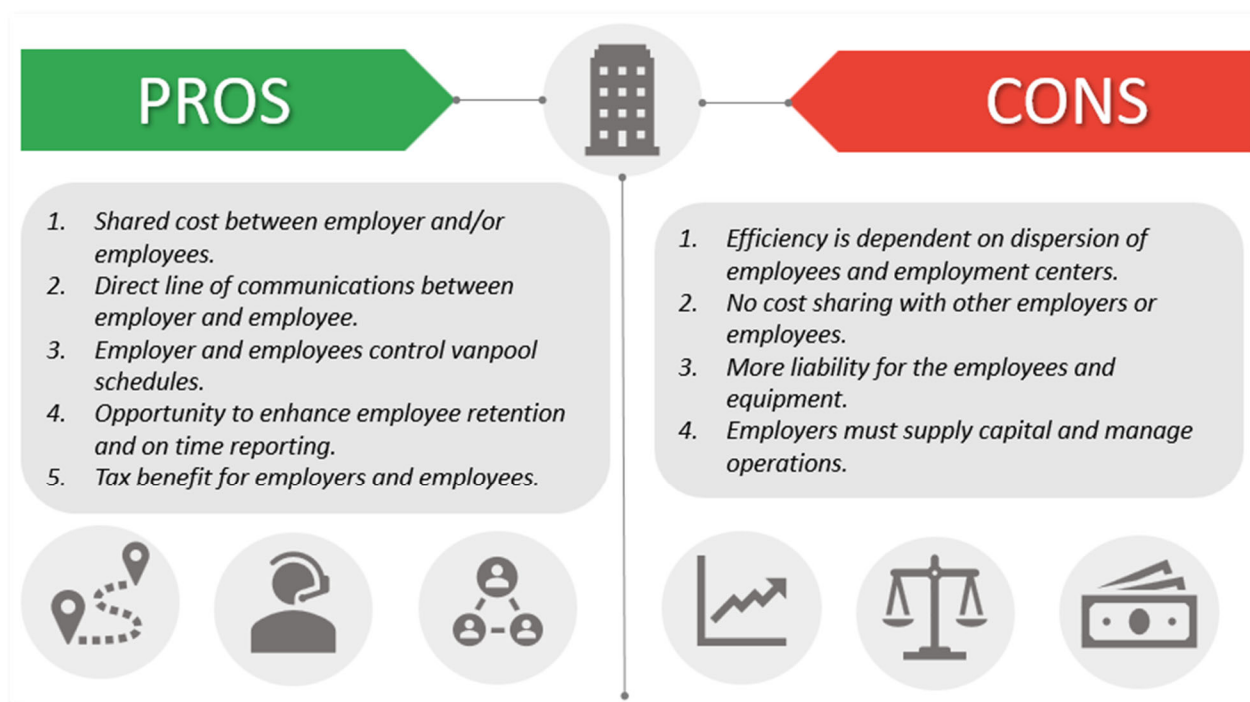 PROS
CONS
1. Shared cost between employer and/or
employees.
2. Direct line of communications between
employer and employee.
3. Employer and employees control vanpool
schedules.
4. Opportunity to enhance employee retention
and on time reporting.
5. Tax benefit for employers and employees.
1. Efficiency is dependent on dispersion of
employees and employment centers.
2. No cost sharing with other employers or
employees.
3. More liability for the employees and
equipment.
4. Employers must supply capital and manage
operations.